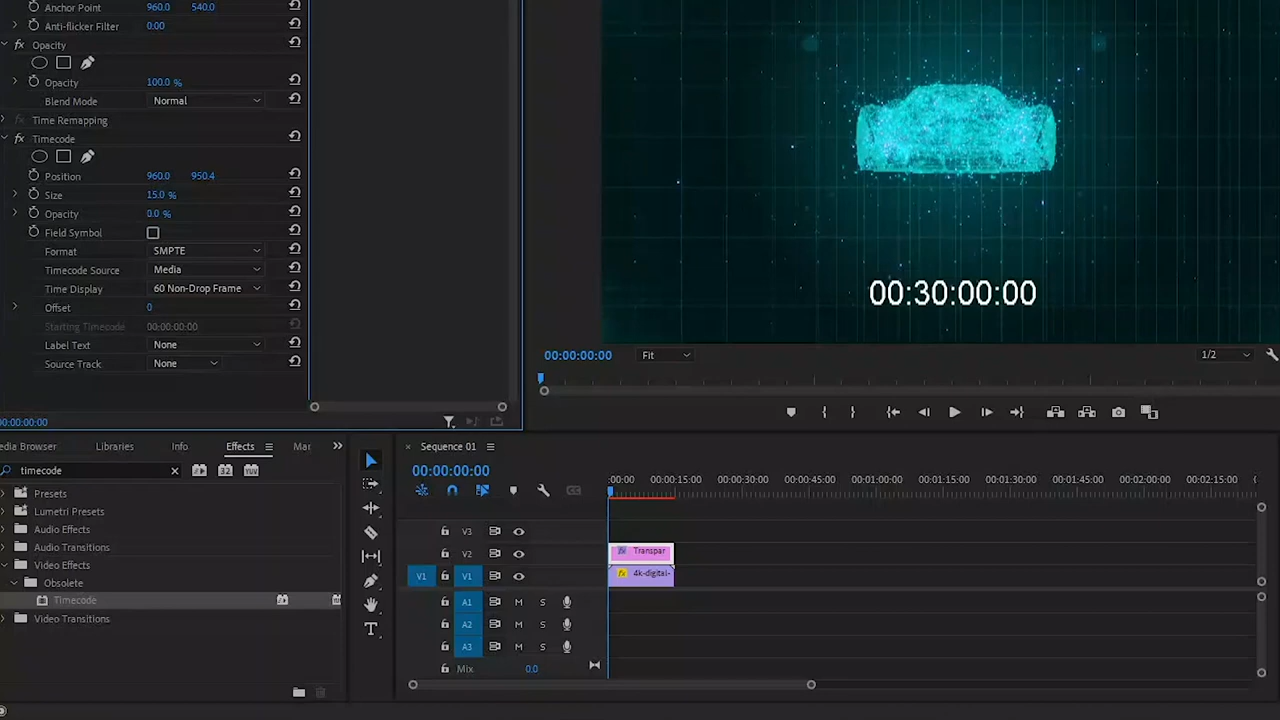 Anchor Point 960.0 540.0
Anti-flicker Filter 0.00
fx Opacity
Opacity 100.0 %
Blend Mode Normal
fx Time Remapping
fx Timecode
Position 960.0 950.4
Size 15.0 %
Opacity 0.0 %
Field Symbol
Format SMPTE
Timecode Source Media
Time Display 60 Non-Drop Frame
Offset 0
Starting Timecode 00:00:00:00
Label Text None
Source Track None
00:00:00:00
00:30:00:00
00:00:00:00 Fit 1/2
edia Browser Libraries Info Effects Mar
timecode
Presets
Lumetri Presets
Audio Effects
Audio Transitions
Video Effects
Obsolete
Timecode
Video Transitions
Sequence 01
00:00:00:00
:00:00 00:00:15:00 00:00:30:00 00:00:45:00 00:01:00:00 00:01:15:00 00:01:30:00 00:01:45:00 00:02:00:00 00:02:15:00
V3
V2 fx Transpar
V1 V1 fx 4k-digital-
A1 M S
A2 M S
A3 M S
Mix 0.0